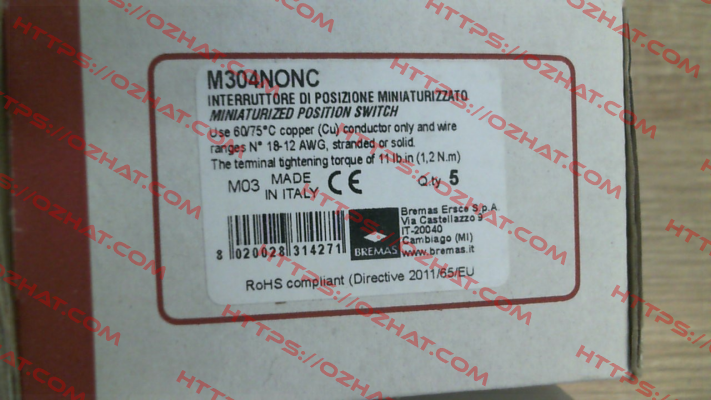 M304NONC
INTERRUTTORE DI POSIZIONE MINIATURIZZATO
MINIATURIZED POSITION SWITCH
Use 60/75°C copper (Cu) conductor only and wire
ranges N° 18-12 AWG, stranded or solid.
The terminal tightening torque of 11 lb.in (1,2 N.m)
M03 MADE IN ITALY CE Q.ty 5
8 020028 314271
BREMAS
Bremas Ersce S.p.A.
Via Castellazzo 9
IT-20040
Cambiago (MI)
www.bremas.it
RoHS compliant (Directive 2011/65/EU
HTTPS://OZHAT.COM